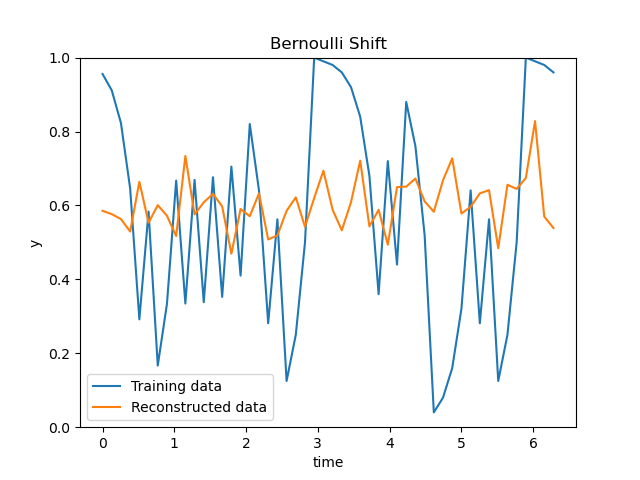 Bernoulli Shift
1.0
0.8
0.6
0.4
0.2
0.0
y
Training data
Reconstructed data
0 1 2 3 4 5 6
time